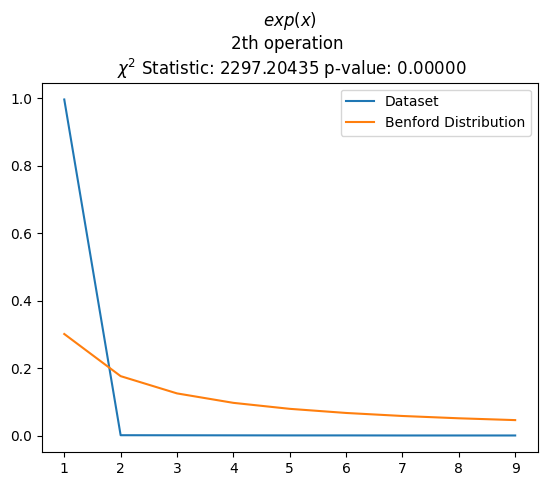 exp(x)
2th operation
χ² Statistic: 2297.20435 p-value: 0.00000
Dataset
Benford Distribution
1.0
0.8
0.6
0.4
0.2
0.0
1 2 3 4 5 6 7 8 9